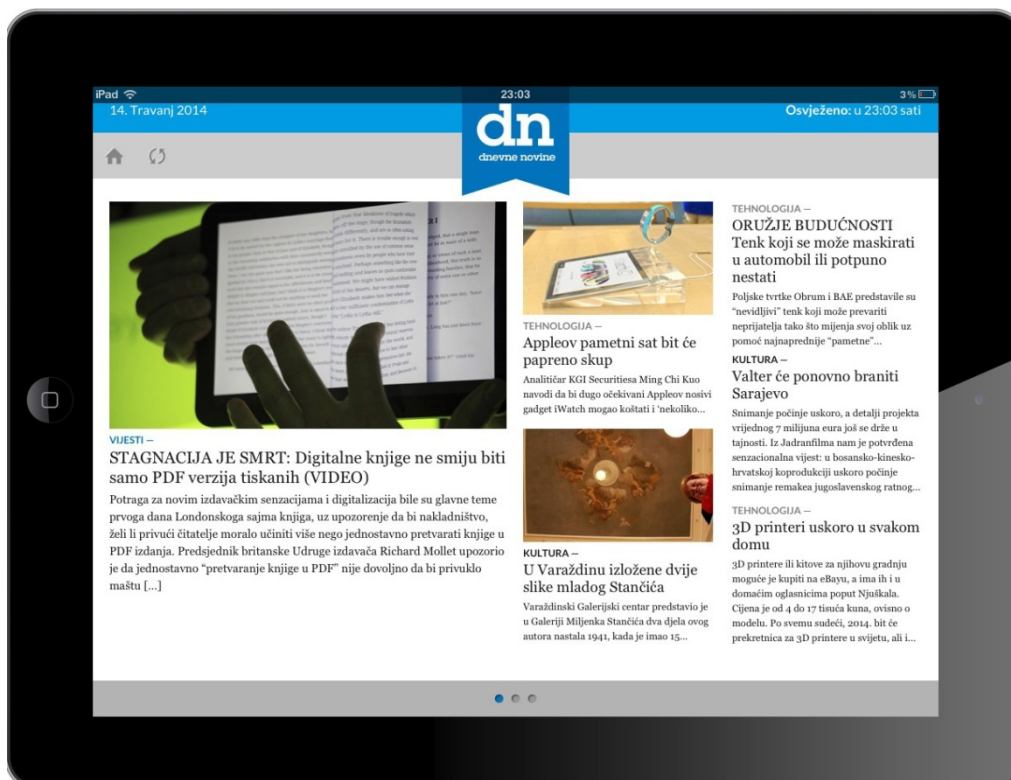 iPad
23:03
3%
14. Travanj 2014
Osvježeno: u 23:03 sati
dn
dnevne novine
VIJESTI –
STAGNACIJA JE SMRT: Digitalne knjige ne smiju biti
samo PDF verzija tiskanih (VIDEO)
Potraga za novim izdavačkim senzacijama i digitalizacija bile su glavne teme
prvoga dana Londonskoga sajma knjiga, uz upozorenje da bi nakladništvo,
želi li privući čitatelje moralo učiniti više nego jednostavno pretvarati knjige u
PDF izdanja. Predsjednik britanske Udruge izdavača Richard Mollet upozorio
je da jednostavno “pretvaranje knjige u PDF” nije dovoljno da bi privuklo
maštu [...]
TEHNOLOGIJA –
Appleov pametni sat bit će
papreno skup
Analitičar KGI Securitiesa Ming Chi Kuo
navodi da bi dugo očekivani Appleov nosivi
gadget iWatch mogao koštati i ‘nekoliko...
KULTURA –
U Varaždinu izložene dvije
slike mladog Stančića
Varaždinski Galerijski centar predstavio je
u Galeriji Miljenka Stančića dva djela ovog
autora nastala 1941, kada je imao 15...
TEHNOLOGIJA –
ORUŽJE BUDUĆNOSTI
Tenk koji se može maskirati
u automobil ili potpuno
nestati
Poljske tvrtke Obrum i BAE predstavile su
“nevidljivi” tenk koji može prevariti
neprijatelja tako što mijenja svoj oblik uz
pomoć najnaprednije “pametne”...
KULTURA –
Valter će ponovno braniti
Sarajevo
Snimanje počinje uskoro, a detalji projekta
vrijednog 7 milijuna eura još se drže u
tajnosti. Iz Jadranfilma nam je potvrđena
senzacionalna vijest: u bosansko-kinesko-
hrvatskoj koprodukciji uskoro počinje
snimanje remakea jugoslavenskog ratnog...
TEHNOLOGIJA –
3D printeri uskoro u svakom
domu
3D printere ili kitove za njihovu gradnju
moguće je kupiti na eBayu, a ima ih i u
domaćim oglasnicima poput Njuškala.
Cijena je od 4 do 17 tisuća kuna, ovisno o
modelu. Po svemu sudeći, 2014. bit će
prekretnica za 3D printere u svijetu, ali i...